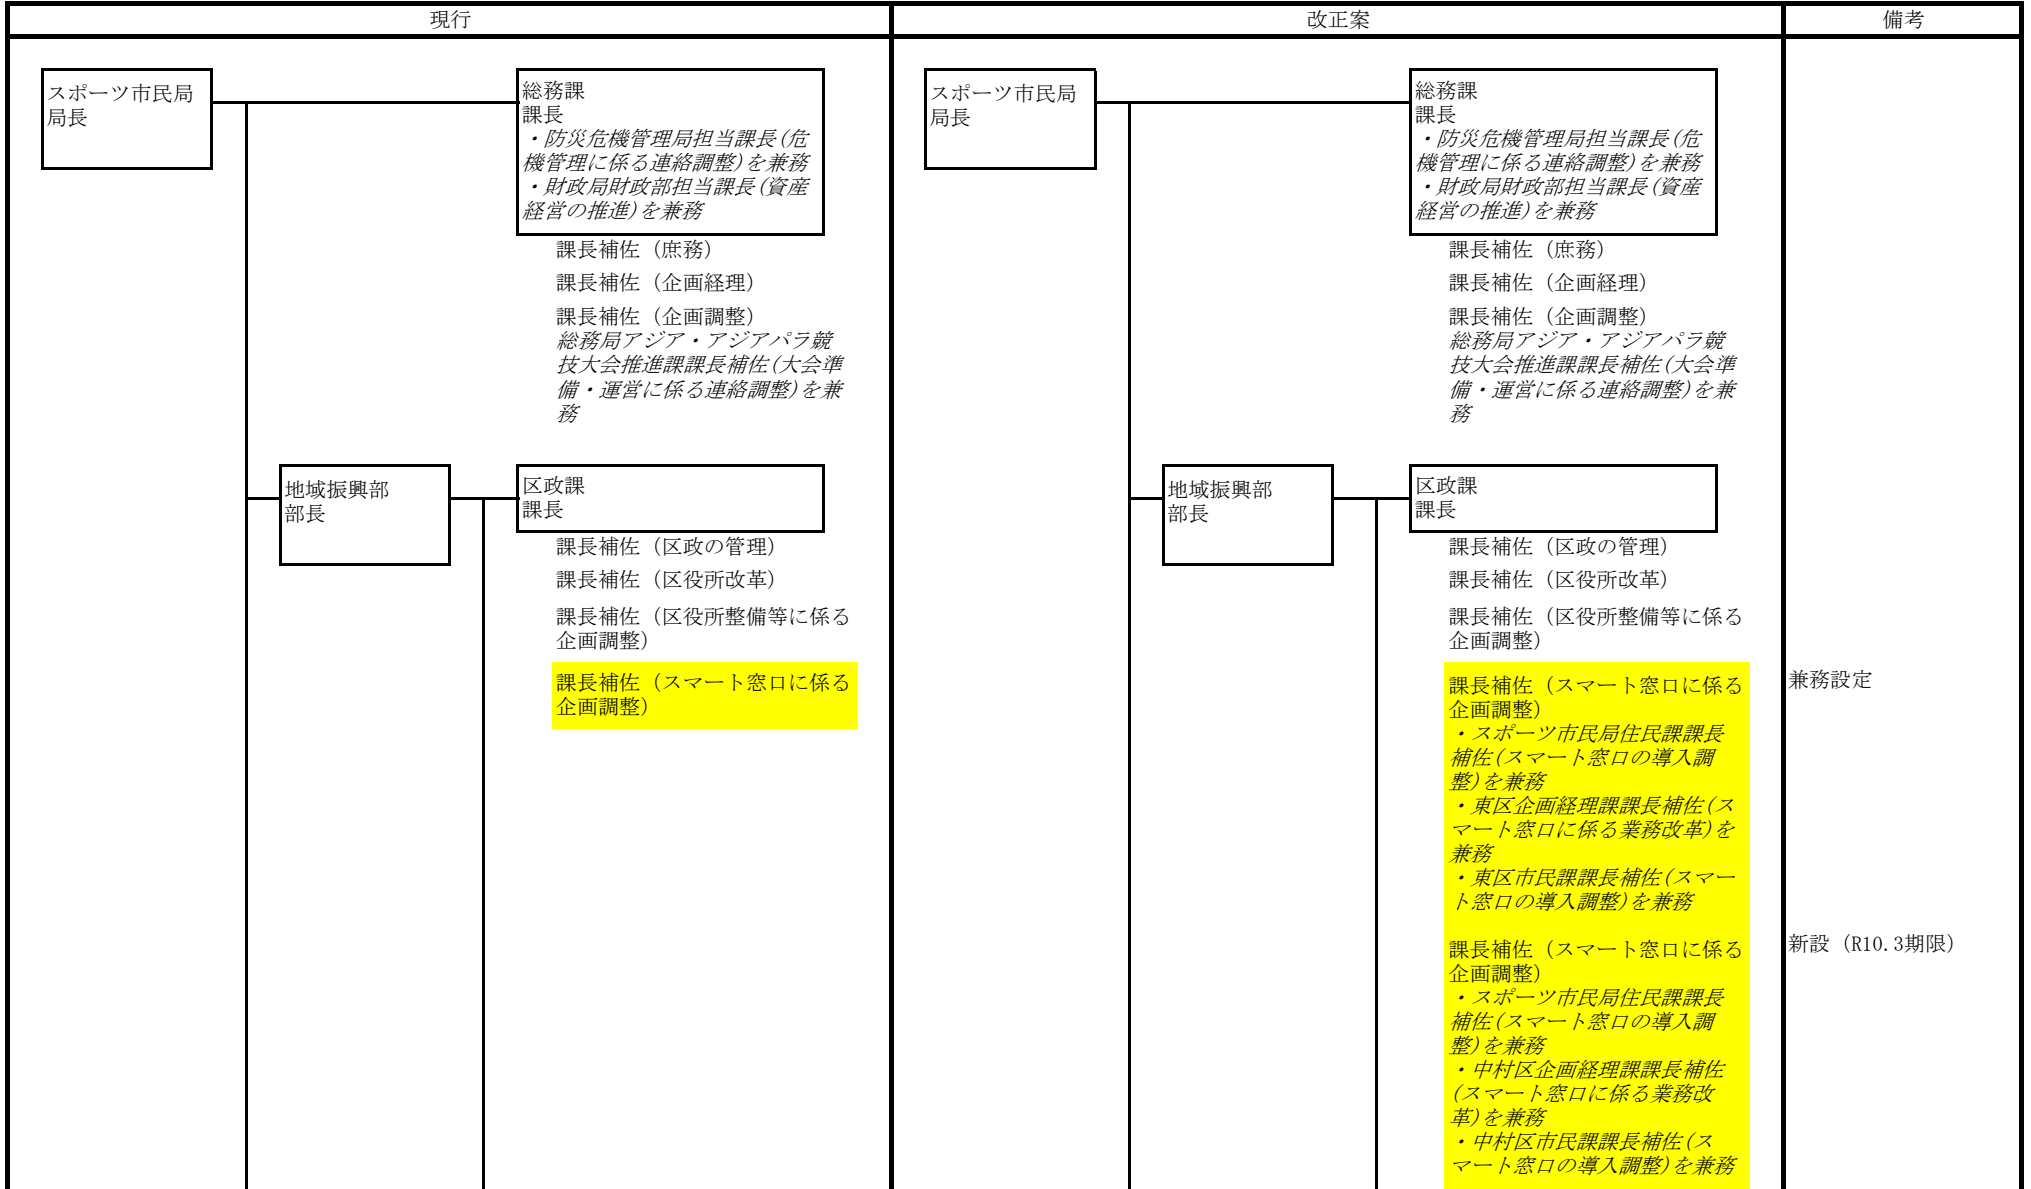 現行
改正案
備考
スポーツ市民局
局長
総務課
課長
・防災危機管理局担当課長(危
機管理に係る連絡調整)を兼務
・財政局財政部担当課長(資産
経営の推進)を兼務
課長補佐（庶務）
課長補佐（企画経理）
課長補佐（企画調整）
総務局アジア・アジアパラ競
技大会推進課課長補佐(大会準
備・運営に係る連絡調整)を兼
務
地域振興部
部長
区政課
課長
課長補佐（区政の管理）
課長補佐（区役所改革）
課長補佐（区役所整備等に係る
企画調整）
課長補佐（スマート窓口に係る
企画調整）
スポーツ市民局
局長
総務課
課長
・防災危機管理局担当課長(危
機管理に係る連絡調整)を兼務
・財政局財政部担当課長(資産
経営の推進)を兼務
課長補佐（庶務）
課長補佐（企画経理）
課長補佐（企画調整）
総務局アジア・アジアパラ競
技大会推進課課長補佐(大会準
備・運営に係る連絡調整)を兼
務
地域振興部
部長
区政課
課長
課長補佐（区政の管理）
課長補佐（区役所改革）
課長補佐（区役所整備等に係る
企画調整）
課長補佐（スマート窓口に係る
企画調整）
・スポーツ市民局住民課課長
補佐(スマート窓口の導入調
整)を兼務
・東区企画経理課課長補佐(ス
マート窓口に係る業務改革)を
兼務
・東区市民課課長補佐(スマー
ト窓口の導入調整)を兼務
課長補佐（スマート窓口に係る
企画調整）
・スポーツ市民局住民課課長
補佐(スマート窓口の導入調
整)を兼務
・中村区企画経理課課長補佐
(スマート窓口に係る業務改
革)を兼務
・中村区市民課課長補佐(ス
マート窓口の導入調整)を兼務
兼務設定
新設（R10.3期限）